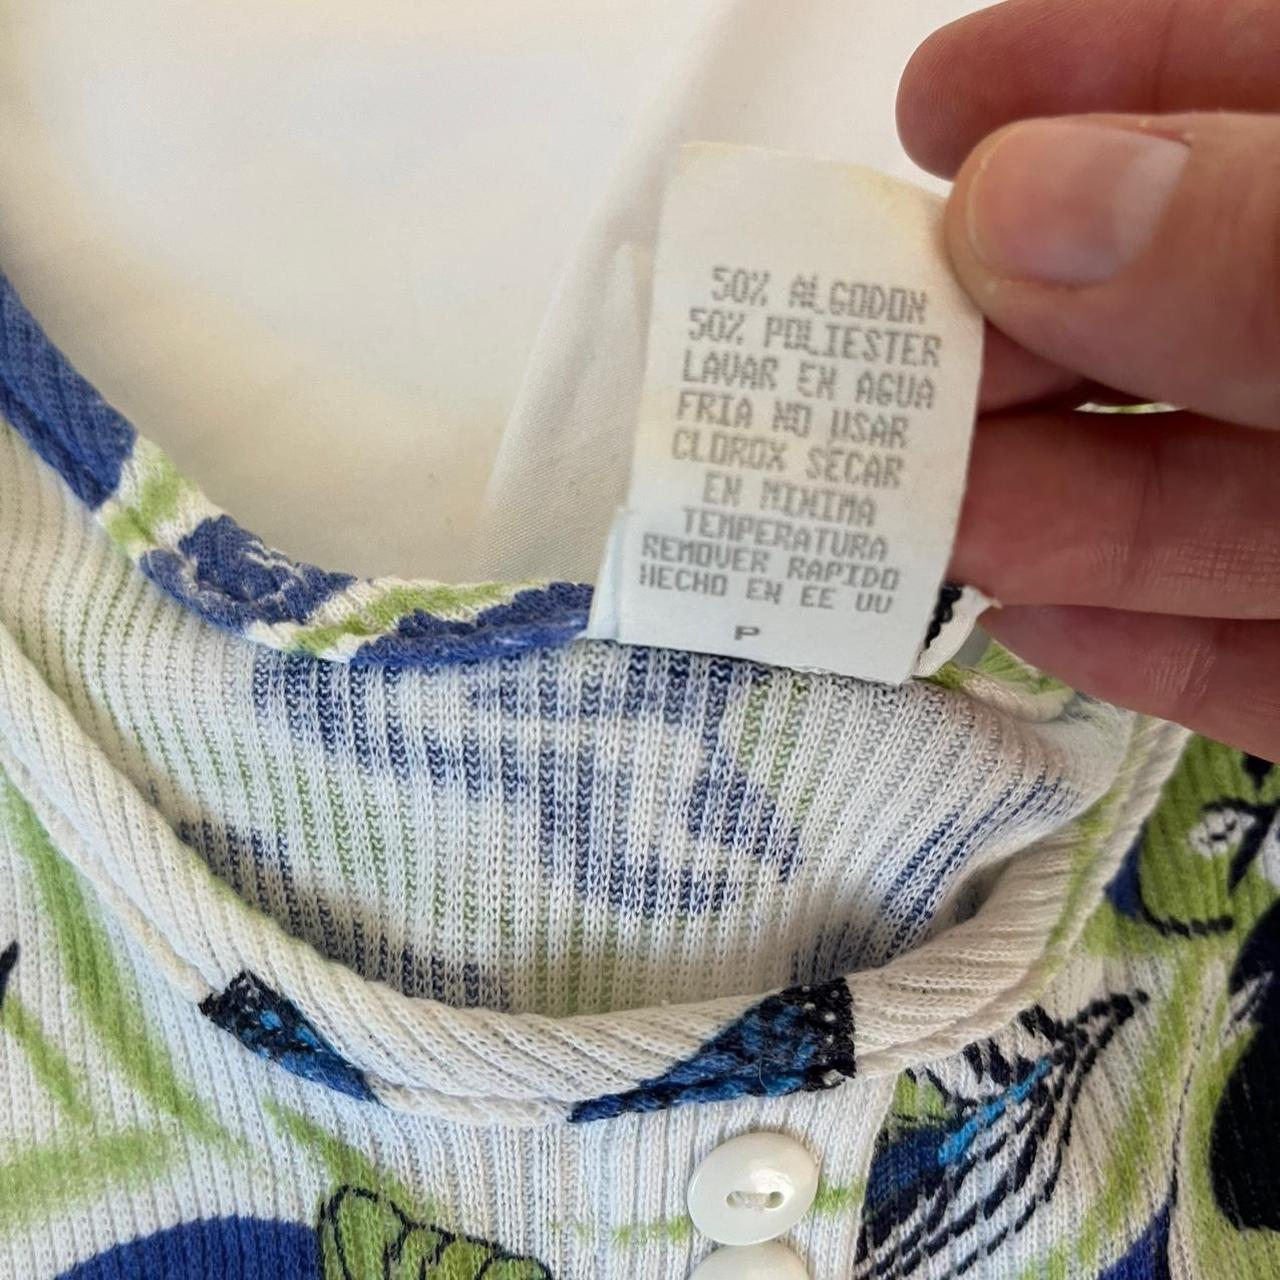 50% ALGODON
50% POLIESTER
LAVAR EN AGUA
FRIA NO USAR
CLOROX SECAR
EN MINIMA
TEMPERATURA
REMOVER RAPIDO
HECHO EN EE UU
P